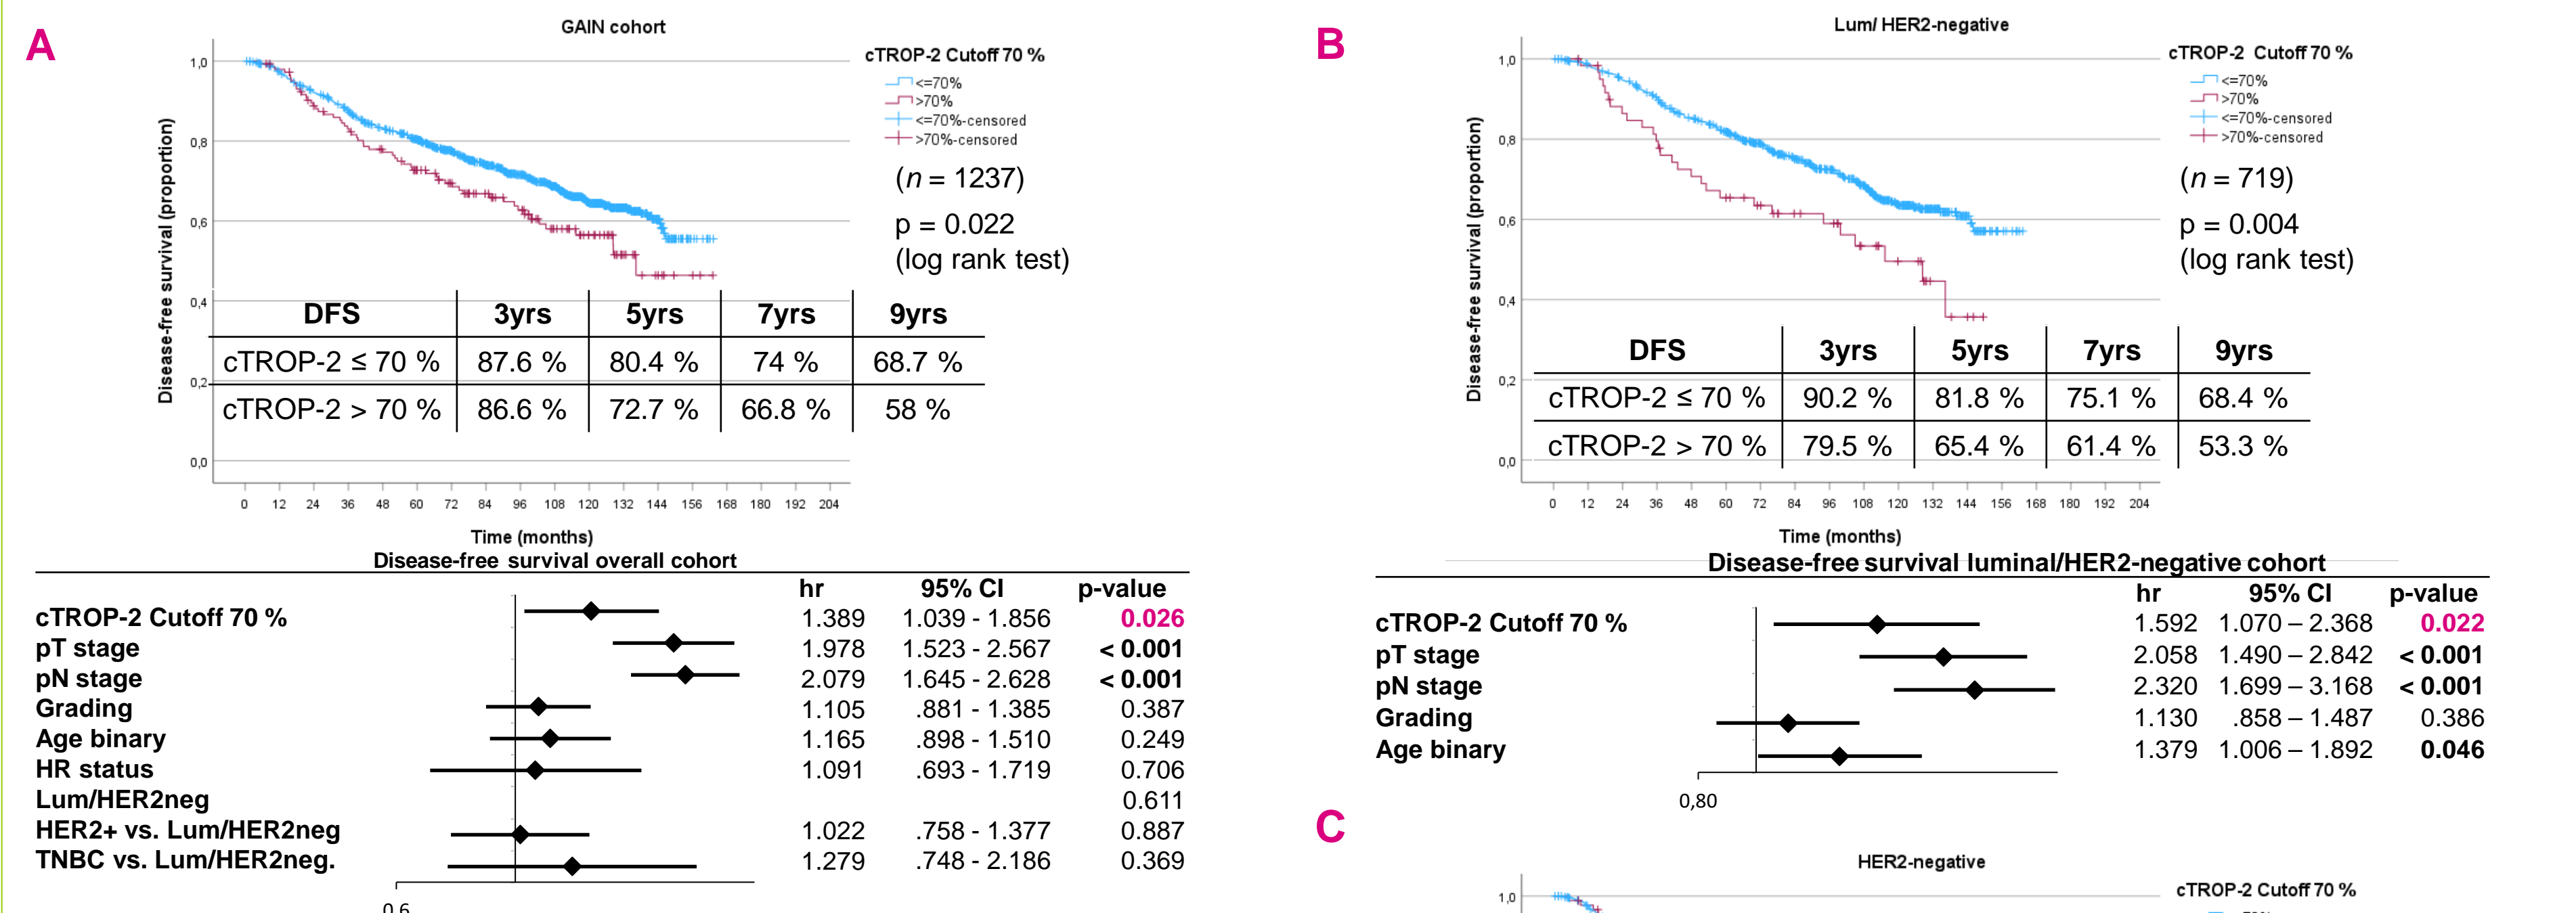 A
GAIN cohort
Disease-free survival (proportion)
1,0
0,8
0,6
0,4
0,2
0,0
cTROP-2 Cutoff 70 %
<=70%
>70%
<=70%-censored
>70%-censored
(n = 1237)
p = 0.022
(log rank test)
DFS 3yrs 5yrs 7yrs 9yrs
cTROP-2 ≤ 70 % 87.6 % 80.4 % 74 % 68.7 %
cTROP-2 > 70 % 86.6 % 72.7 % 66.8 % 58 %
0 12 24 36 48 60 72 84 96 108 120 132 144 156 168 180 192 204
Time (months)
Disease-free survival overall cohort
hr 95% CI p-value
cTROP-2 Cutoff 70 % 1.389 1.039 - 1.856 0.026
pT stage 1.978 1.523 - 2.567 < 0.001
pN stage 2.079 1.645 - 2.628 < 0.001
Grading 1.105 .881 - 1.385 0.387
Age binary 1.165 .898 - 1.510 0.249
HR status 1.091 .693 - 1.719 0.706
Lum/HER2neg 0.611
HER2+ vs. Lum/HER2neg 1.022 .758 - 1.377 0.887
TNBC vs. Lum/HER2neg. 1.279 .748 - 2.186 0.369
0,6
B
Lum/ HER2-negative
Disease-free survival (proportion)
1,0
0,8
0,6
0,4
0,2
0,0
cTROP-2 Cutoff 70 %
<=70%
>70%
<=70%-censored
>70%-censored
(n = 719)
p = 0.004
(log rank test)
DFS 3yrs 5yrs 7yrs 9yrs
cTROP-2 ≤ 70 % 90.2 % 81.8 % 75.1 % 68.4 %
cTROP-2 > 70 % 79.5 % 65.4 % 61.4 % 53.3 %
0 12 24 36 48 60 72 84 96 108 120 132 144 156 168 180 192 204
Time (months)
Disease-free survival luminal/HER2-negative cohort
hr 95% CI p-value
cTROP-2 Cutoff 70 % 1.592 1.070 – 2.368 0.022
pT stage 2.058 1.490 – 2.842 < 0.001
pN stage 2.320 1.699 – 3.168 < 0.001
Grading 1.130 .858 – 1.487 0.386
Age binary 1.379 1.006 – 1.892 0.046
0,80
C
HER2-negative
1,0
cTROP-2 Cutoff 70 %